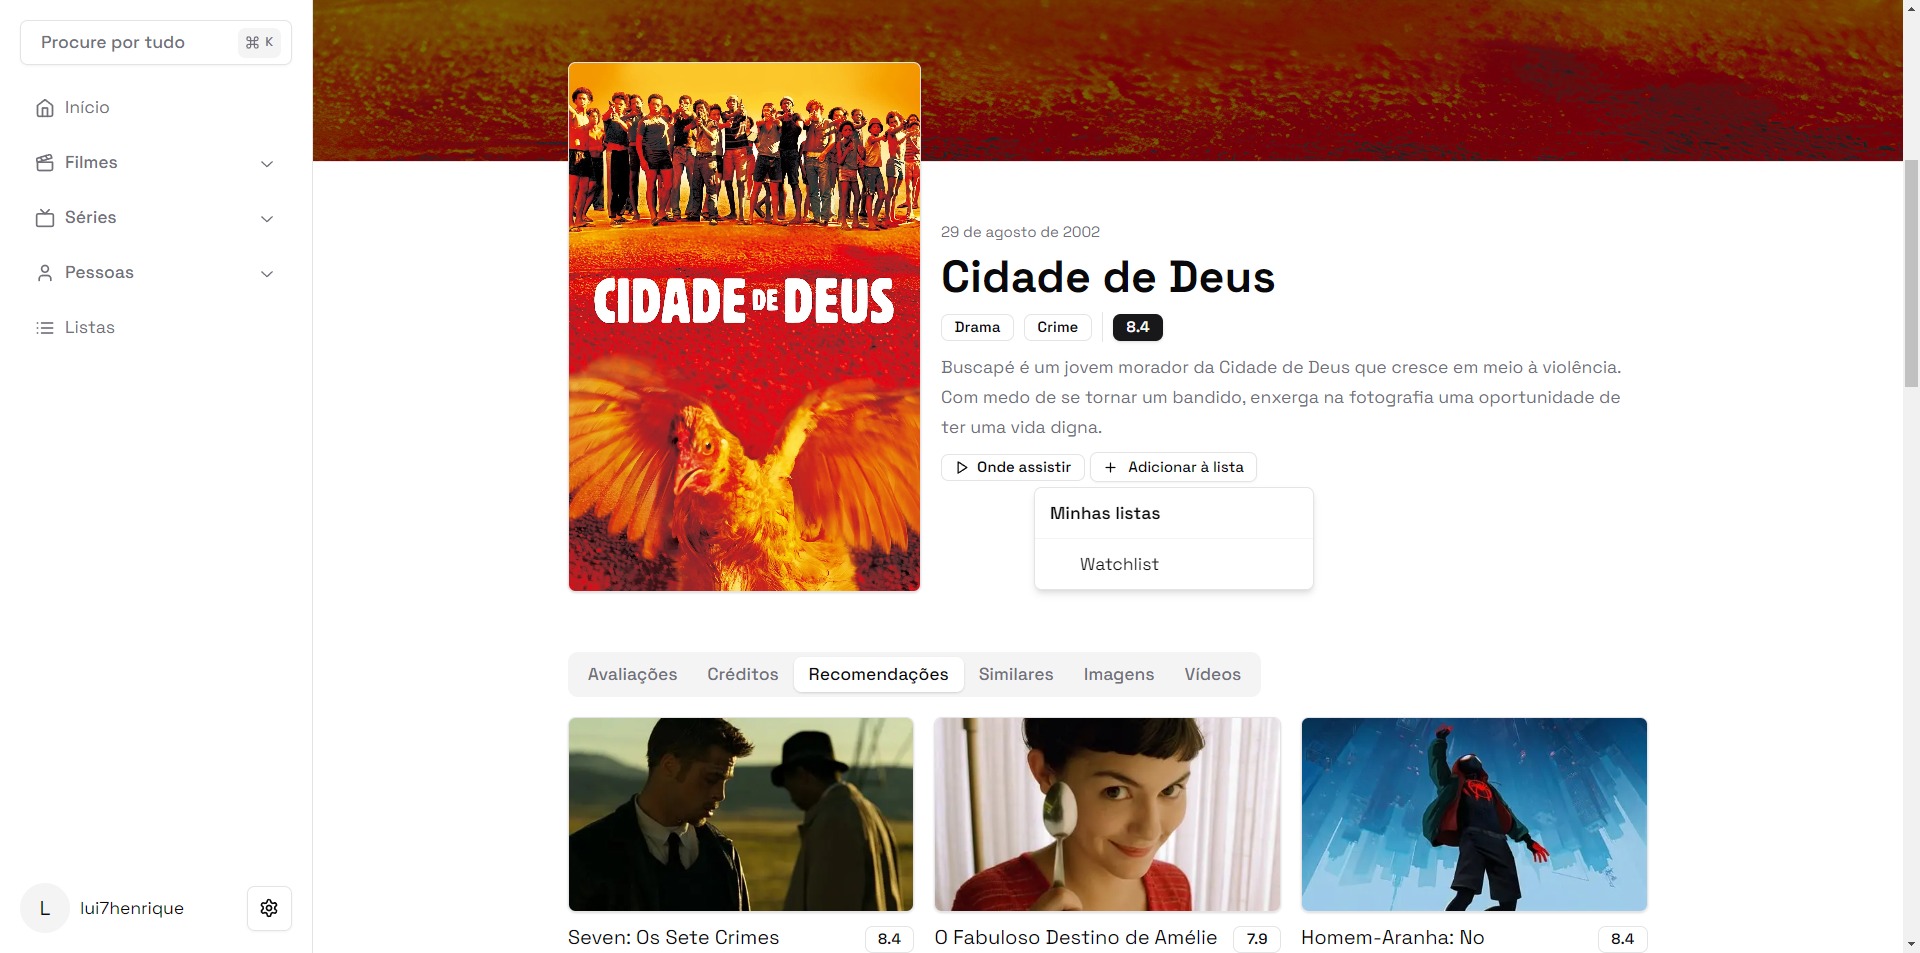 Procure por tudo ⌘ K
Início
Filmes
Séries
Pessoas
Listas
L lui7henrique
CIDADE DE DEUS
29 de agosto de 2002
Cidade de Deus
Drama Crime 8.4
Buscapé é um jovem morador da Cidade de Deus que cresce em meio à violência.
Com medo de se tornar um bandido, enxerga na fotografia uma oportunidade de
ter uma vida digna.
Onde assistir + Adicionar à lista
Minhas listas
Watchlist
Avaliações Créditos Recomendações Similares Imagens Vídeos
Seven: Os Sete Crimes 8.4
O Fabuloso Destino de Amélie 7.9
Homem-Aranha: No 8.4